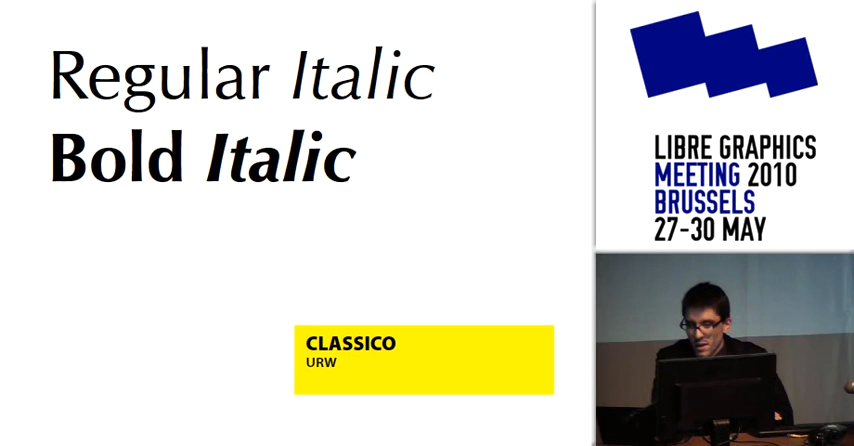 Regular Italic
Bold Italic
CLASSICO
URW
LIBRE GRAPHICS
MEETING 2010
BRUSSELS
27-30 MAY